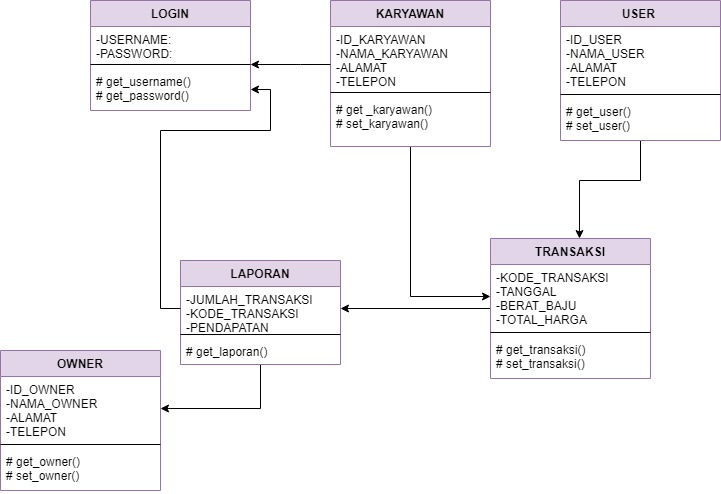 LOGIN
-USERNAME:
-PASSWORD:
# get_username()
# get_password()
KARYAWAN
-ID_KARYAWAN
-NAMA_KARYAWAN
-ALAMAT
-TELEPON
# get _karyawan()
# set_karyawan()
USER
-ID_USER
-NAMA_USER
-ALAMAT
-TELEPON
# get_user()
# set_user()
LAPORAN
-JUMLAH_TRANSAKSI
-KODE_TRANSAKSI
-PENDAPATAN
# get_laporan()
TRANSAKSI
-KODE_TRANSAKSI
-TANGGAL
-BERAT_BAJU
-TOTAL_HARGA
# get_transaksi()
# set_transaksi()
OWNER
-ID_OWNER
-NAMA_OWNER
-ALAMAT
-TELEPON
# get_owner()
# set_owner()